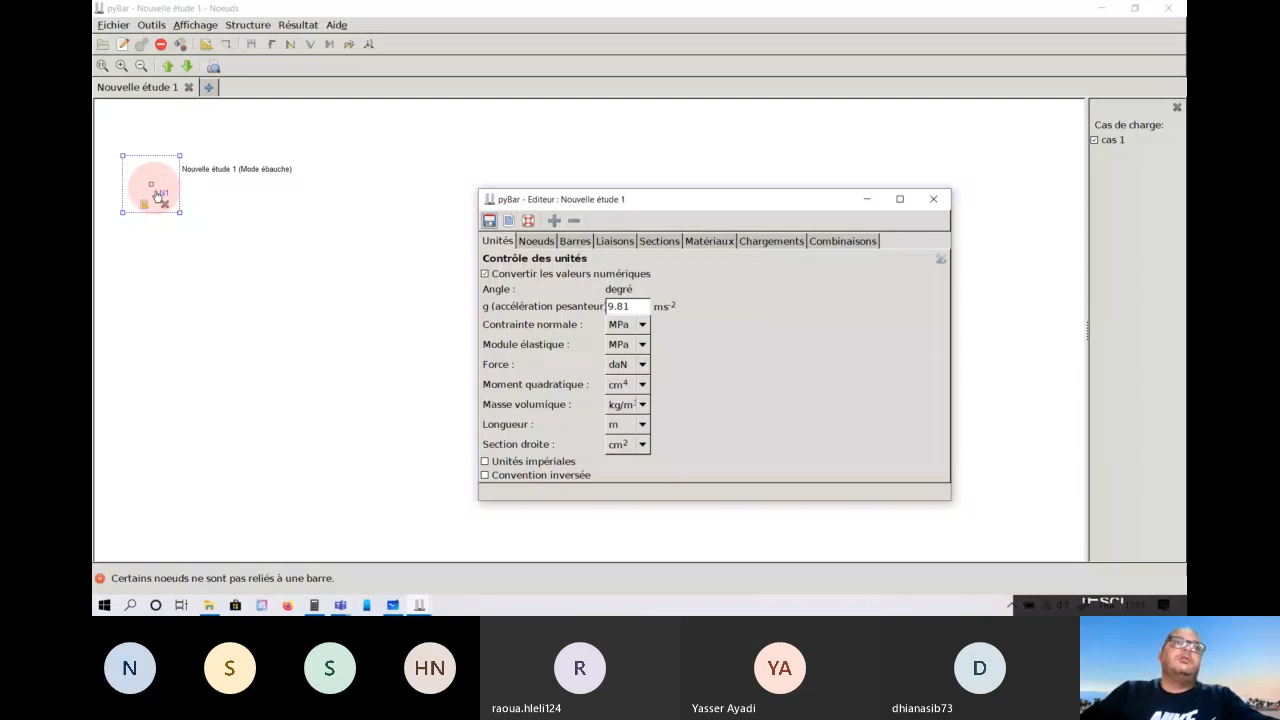 pyBar - Nouvelle étude 1 - Noeuds
Fichier Outils Affichage Structure Résultat Aide
Nouvelle étude 1
Cas de charge:
cas 1
Nouvelle étude 1 (Mode ébauche)
N1
pyBar - Editeur : Nouvelle étude 1
Unités Noeuds Barres Liaisons Sections Matériaux Chargements Combinaisons
Contrôle des unités
Convertir les valeurs numériques
Angle : degré
g (accélération pesanteur 9.81 ms-2
Contrainte normale : MPa
Module élastique : MPa
Force : daN
Moment quadratique : cm4
Masse volumique : kg/m3
Longueur : m
Section droite : cm2
Unités impériales
Convention inversée
Certains noeuds ne sont pas reliés à une barre.
N S S HN R YA D
raoua.hleli124 Yasser Ayadi dhianasib73
NIKE